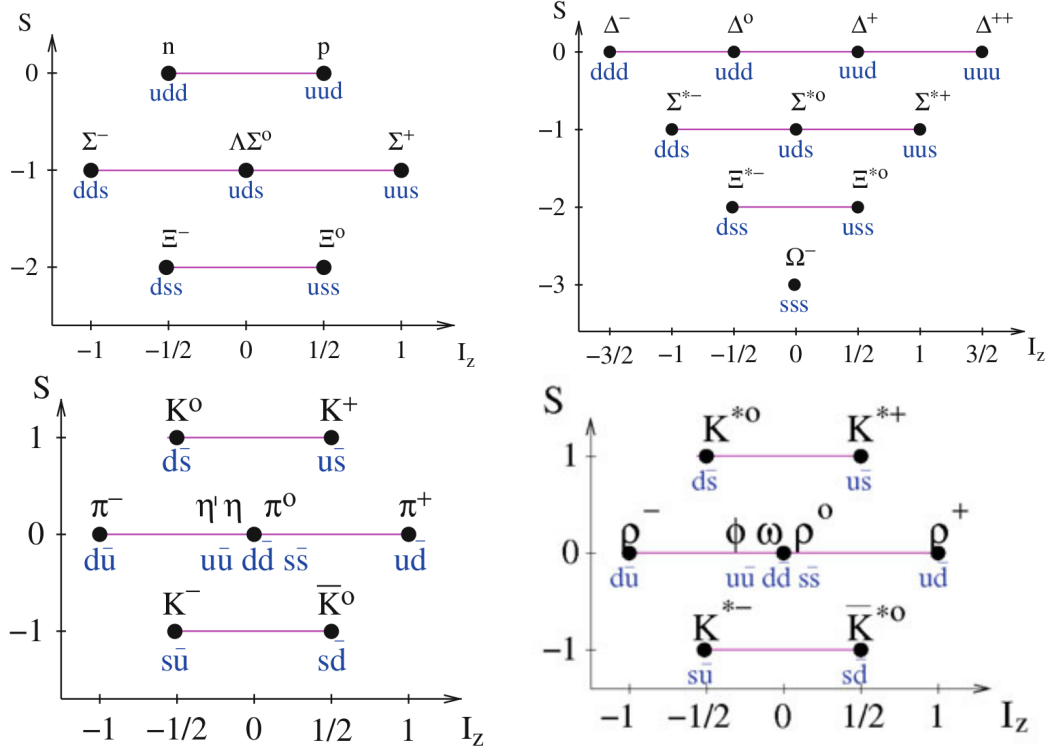 S
n p
0
udd uud
Σ⁻ ΛΣ⁰ Σ⁺
−1
dds uds uus
Ξ⁻ Ξ⁰
−2
dss uss
−1 −1/2 0 1/2 1 I_z
S
Δ⁻ Δ⁰ Δ⁺ Δ⁺⁺
0
ddd udd uud uuu
Σ*⁻ Σ*⁰ Σ*⁺
−1
dds uds uus
Ξ*⁻ Ξ*⁰
−2
dss uss
Ω⁻
−3
sss
−3/2 −1 −1/2 0 1/2 1 3/2 I_z
S
K⁰ K⁺
1
ds̄ us̄
π⁻ η' η π⁰ π⁺
0
dū uū dd̄ ss̄ ud̄
K⁻ K̄⁰
−1
sū sd̄
−1 −1/2 0 1/2 1 I_z
S
K*⁰ K*⁺
1
ds̄ us̄
ρ⁻ ϕ ω ρ⁰ ρ⁺
0
dū uū dd̄ ss̄ ud̄
K*⁻ K̄*⁰
−1
sū sd̄
−1 −1/2 0 1/2 1 I_z